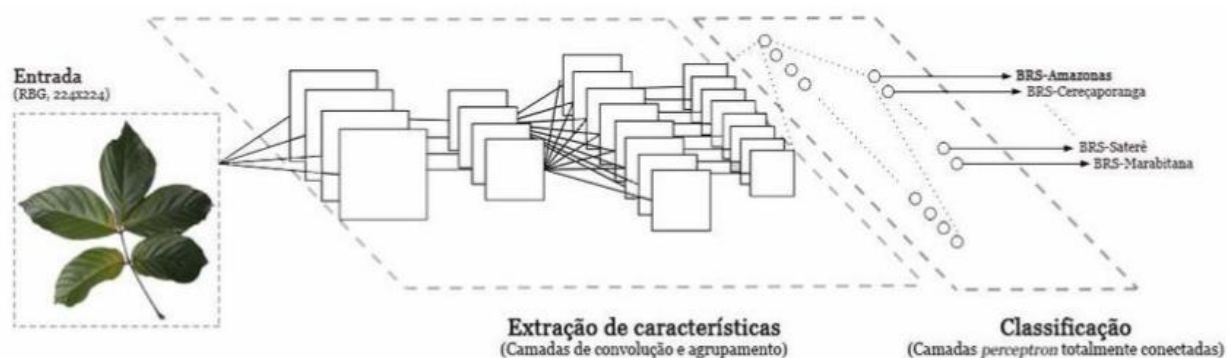 Entrada
(RBG, 224x224)
BRS-Amazonas
BRS-Cereçaporanga
BRS-Saterê
BRS-Marabitana
Extração de características
(Camadas de convolução e agrupamento)
Classificação
(Camadas perceptron totalmente conectadas)